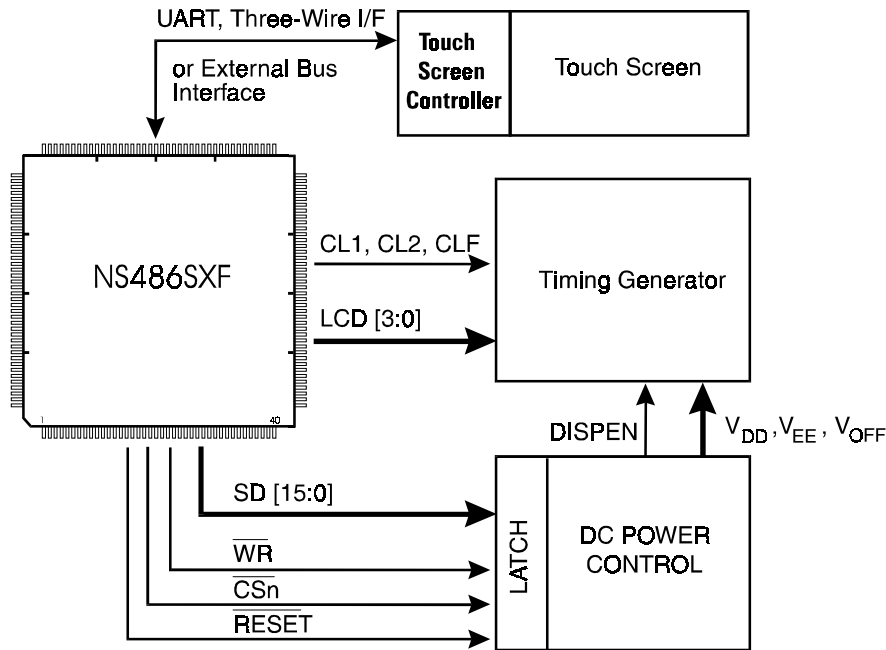 UART, Three-Wire I/F
or External Bus
Interface
Touch
Screen
Controller
Touch Screen
NS486SXF
1
40
CL1, CL2, CLF
LCD [3:0]
Timing Generator
DISPEN
VDD ,VEE , VOFF
SD [15:0]
WR
CSn
RESET
LATCH
DC POWER
CONTROL